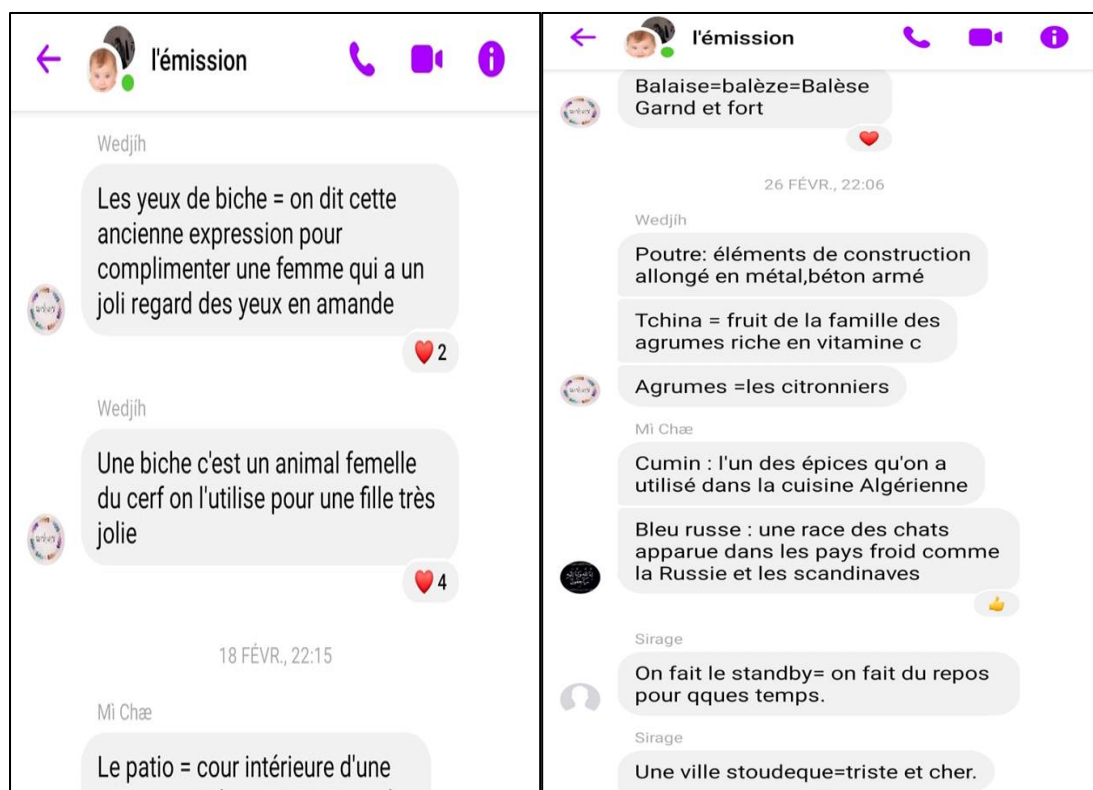 l'émission
Wedjíh
Les yeux de biche = on dit cette
ancienne expression pour
complimenter une femme qui a un
joli regard des yeux en amande
2
Wedjíh
Une biche c'est un animal femelle
du cerf on l'utilise pour une fille très
jolie
4
18 FÉVR., 22:15
Mì Chæ
Le patio = cour intérieure d'une
l'émission
Balaise=balèze=Balèse
Garnd et fort
26 FÉVR., 22:06
Wedjíh
Poutre: éléments de construction
allongé en métal,béton armé
Tchina = fruit de la famille des
agrumes riche en vitamine c
Agrumes =les citronniers
Mì Chæ
Cumin : l'un des épices qu'on a
utilisé dans la cuisine Algérienne
Bleu russe : une race des chats
apparue dans les pays froid comme
la Russie et les scandinaves
Sirage
On fait le standby= on fait du repos
pour qques temps.
Sirage
Une ville stoudeque=triste et cher.